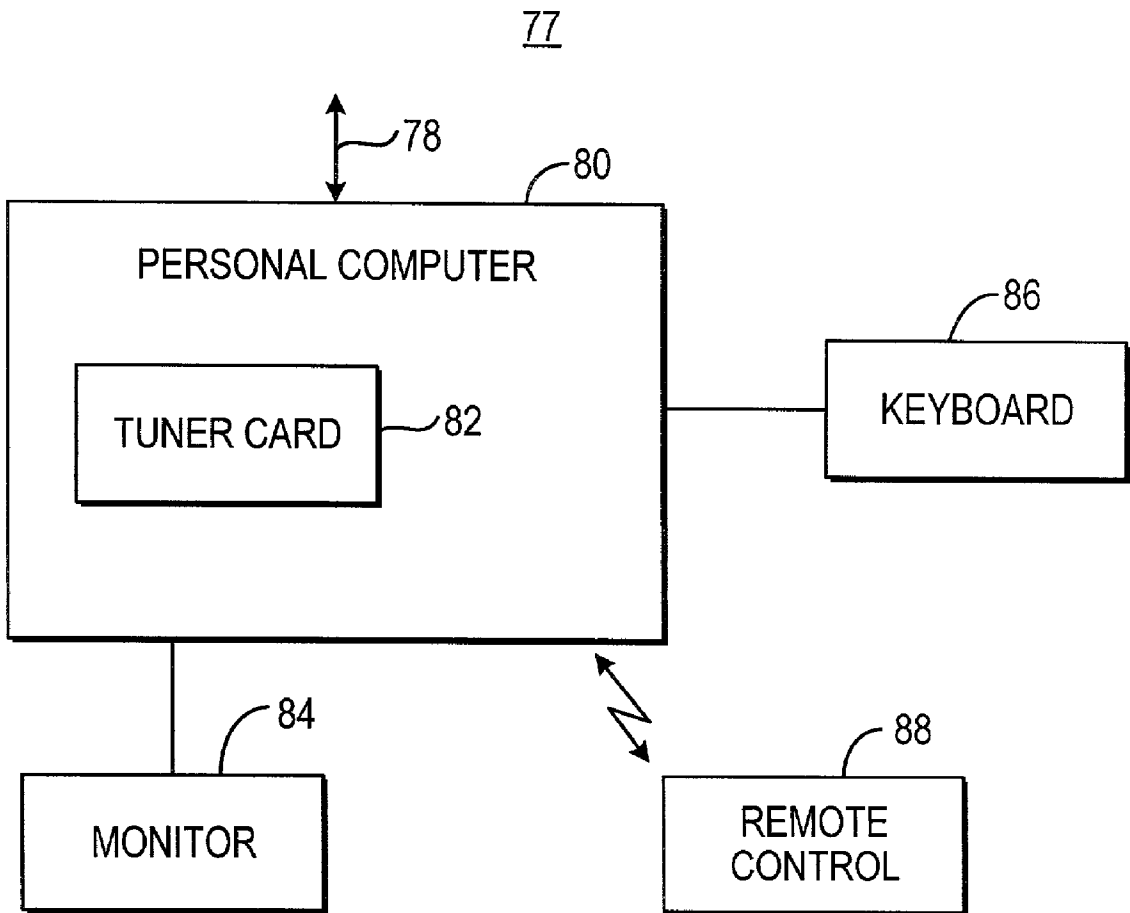 77
78
80
PERSONAL COMPUTER
86
KEYBOARD
TUNER CARD
82
84
MONITOR
88
REMOTE
CONTROL